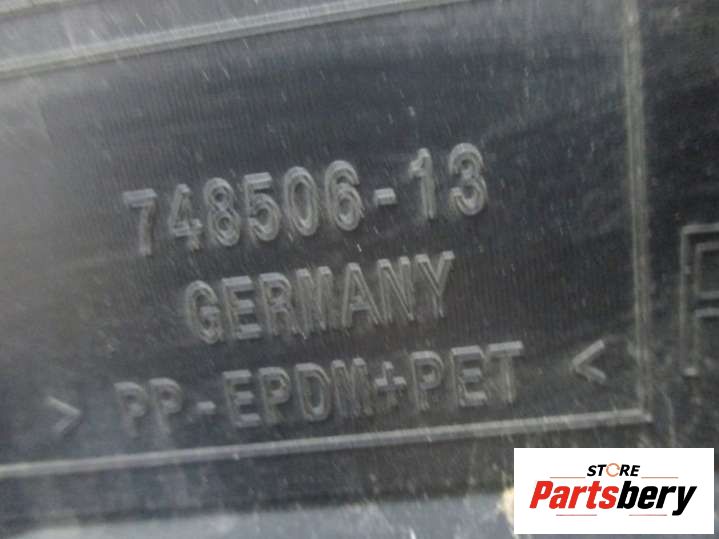 748506-13
GERMANY
> PP-EPDM+PET <
STORE
Partsbery